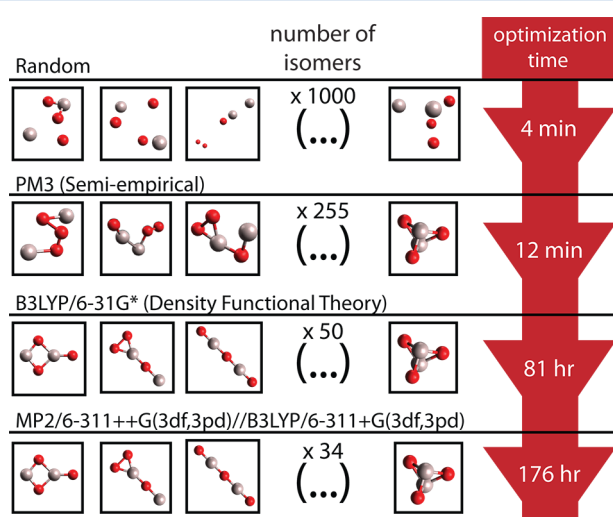 number of
isomers
optimization
time
Random
x 1000
(...)
4 min
PM3 (Semi-empirical)
x 255
(...)
12 min
B3LYP/6-31G* (Density Functional Theory)
x 50
(...)
81 hr
MP2/6-311++G(3df,3pd)//B3LYP/6-311+G(3df,3pd)
x 34
(...)
176 hr